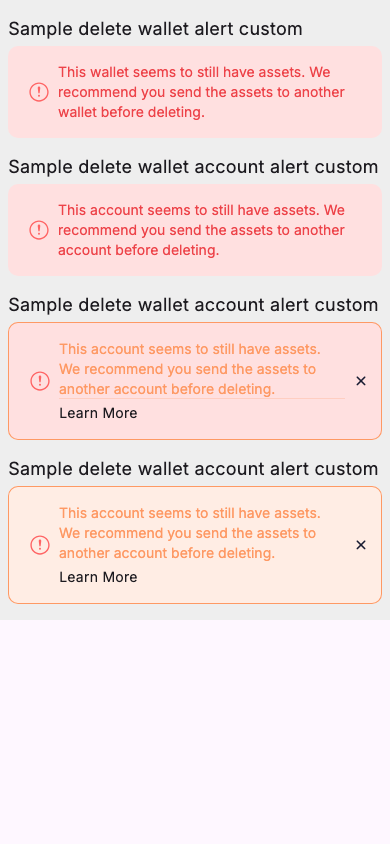 Sample delete wallet alert custom
This wallet seems to still have assets. We
recommend you send the assets to another
wallet before deleting.
Sample delete wallet account alert custom
This account seems to still have assets. We
recommend you send the assets to another
account before deleting.
Sample delete wallet account alert custom
This account seems to still have assets.
We recommend you send the assets to
another account before deleting.
Learn More
Sample delete wallet account alert custom
This account seems to still have assets.
We recommend you send the assets to
another account before deleting.
Learn More